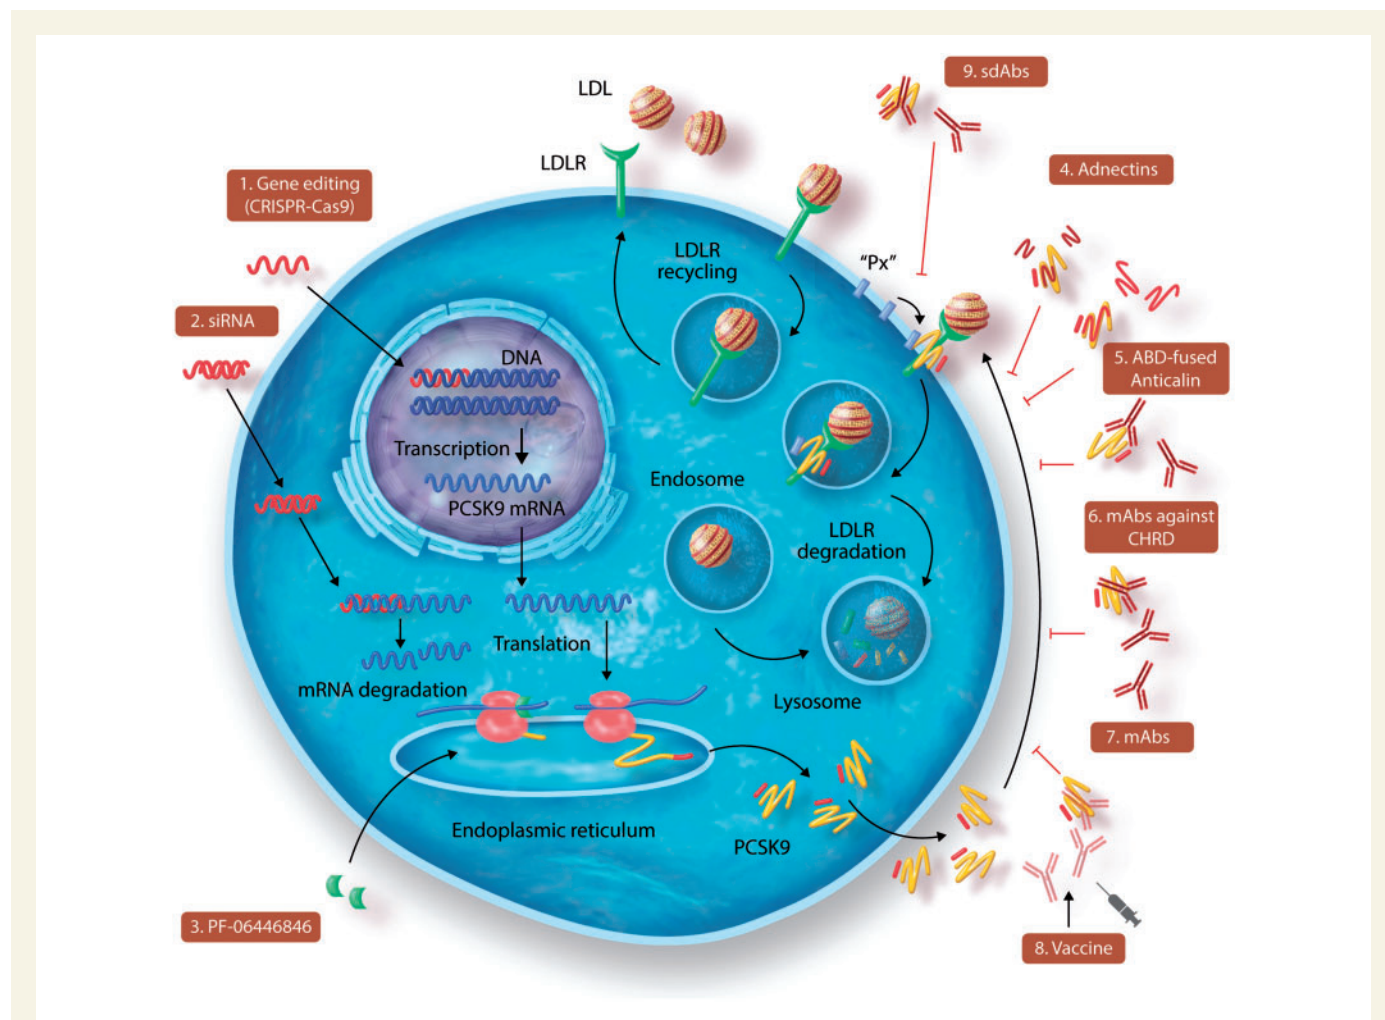 9. sdAbs
LDL
LDLR
4. Adnectins
1. Gene editing
(CRISPR-Cas9)
LDLR
recycling
“Px”
2. siRNA
DNA
5. ABD-fused
Anticalin
Transcription
Endosome
PCSK9 mRNA
6. mAbs against
CHRD
LDLR
degradation
Translation
mRNA degradation
Lysosome
7. mAbs
Endoplasmic reticulum
PCSK9
3. PF-06446846
8. Vaccine